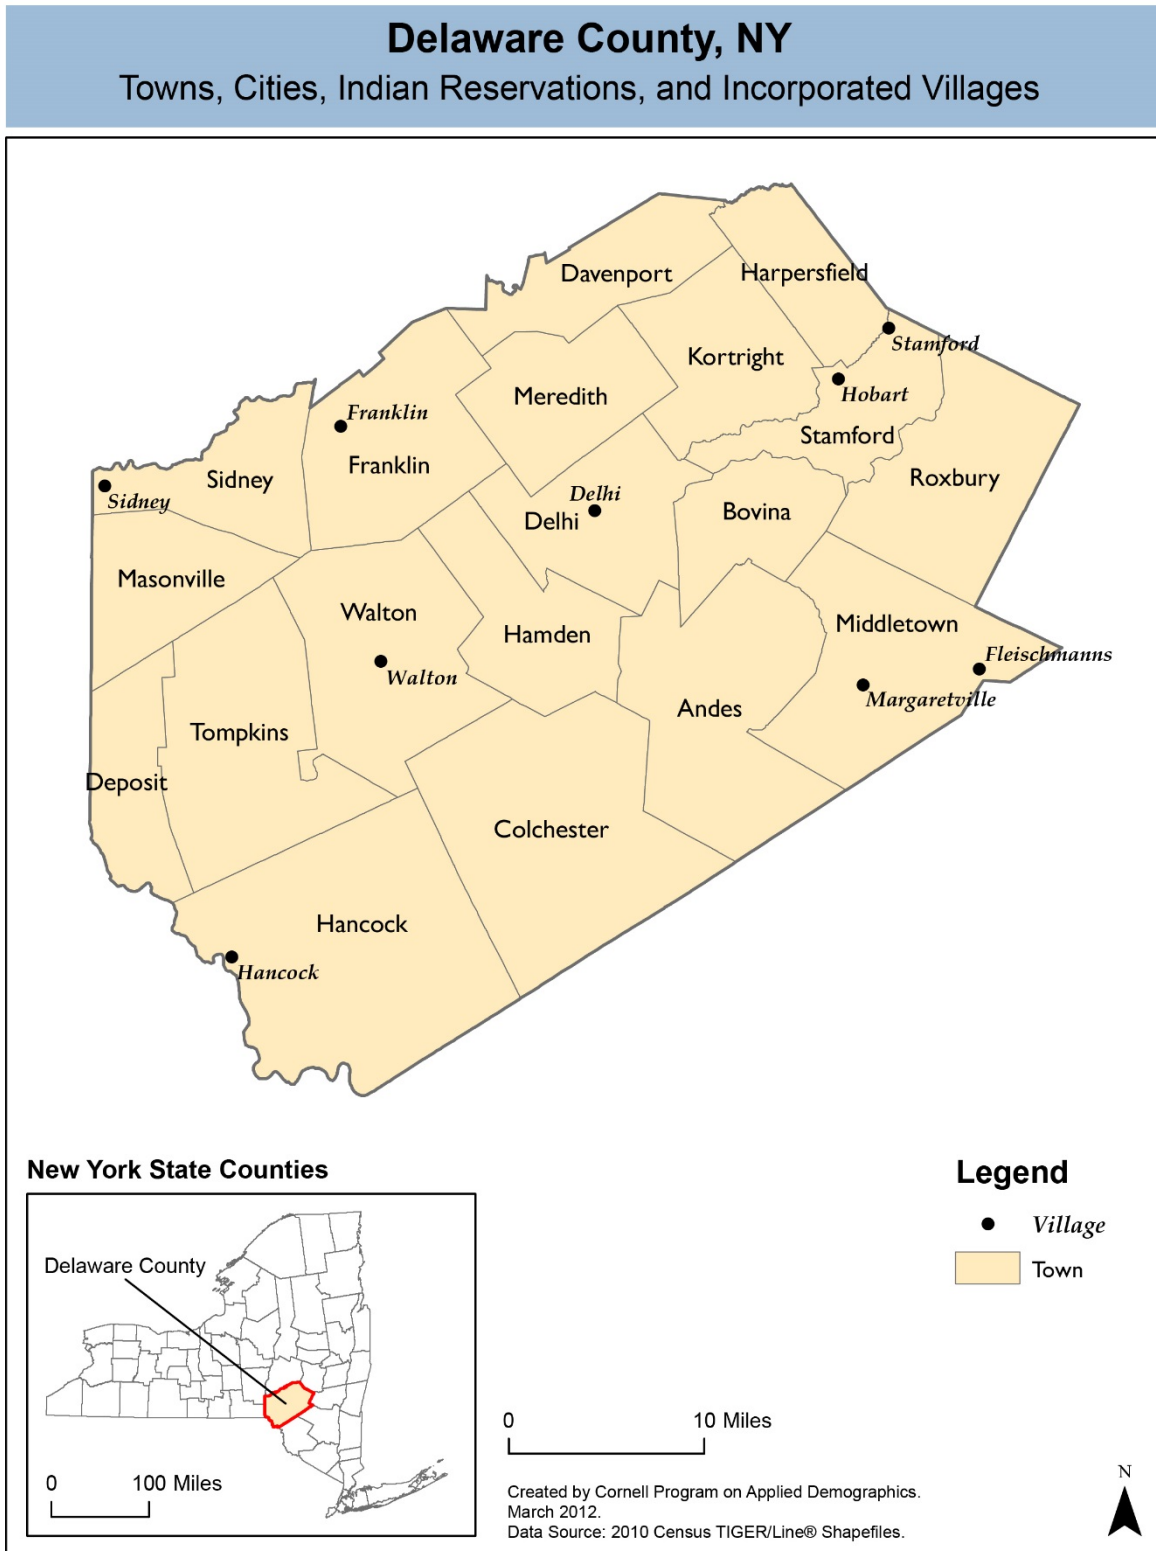 Delaware County, NY
Towns, Cities, Indian Reservations, and Incorporated Villages
Davenport
Harpersfield
Stamford
Kortright
Hobart
Meredith
Franklin
Stamford
Franklin
Sidney
Roxbury
Sidney
Delhi
Delhi
Bovina
Masonville
Walton
Hamden
Middletown
Fleischmanns
Walton
Margaretville
Andes
Tompkins
Deposit
Colchester
Hancock
Hancock
New York State Counties
Delaware County
0 100 Miles
Legend
Village
Town
0 10 Miles
Created by Cornell Program on Applied Demographics.
March 2012.
Data Source: 2010 Census TIGER/Line® Shapefiles.
N